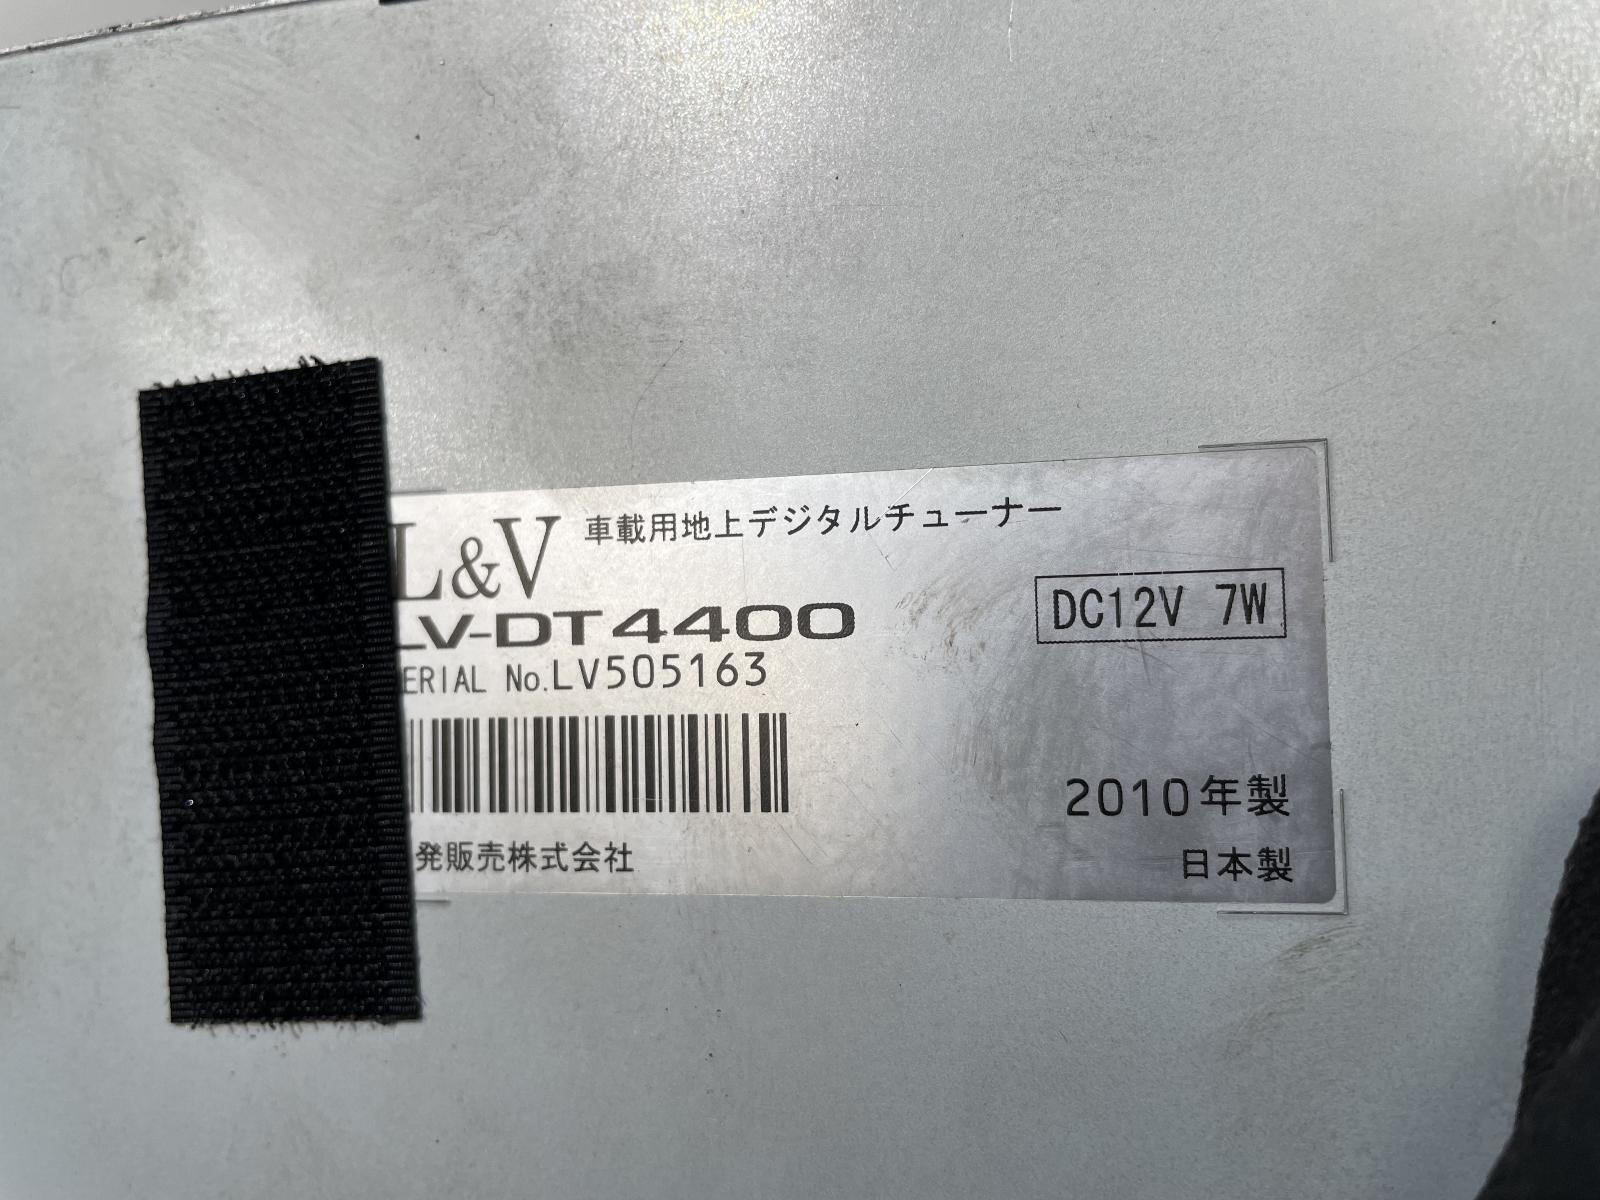 L&V 車載用地上デジタルチューナー
LV-DT4400
DC12V 7W
ERIAL No.LV505163
2010年製
発販売株式会社
日本製